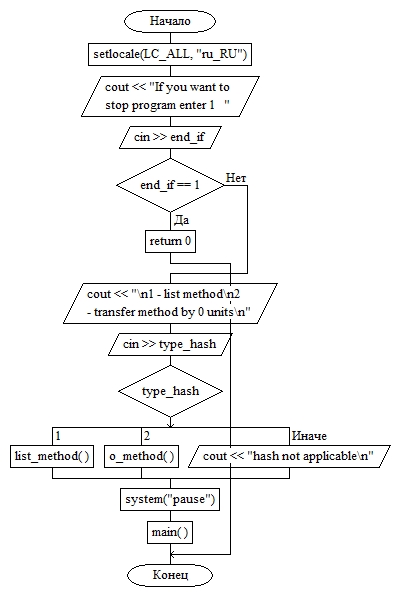 Начало
setlocale(LC_ALL, "ru_RU")
cout << "If you want to
stop program enter 1 "
cin >> end_if
end_if == 1
Нет
Да
return 0
cout << "\n1 - list method\n2
- transfer method by 0 units\n"
cin >> type_hash
type_hash
1
2
Иначе
list_method( )
o_method( )
cout << "hash not applicable\n"
system("pause")
main( )
Конец